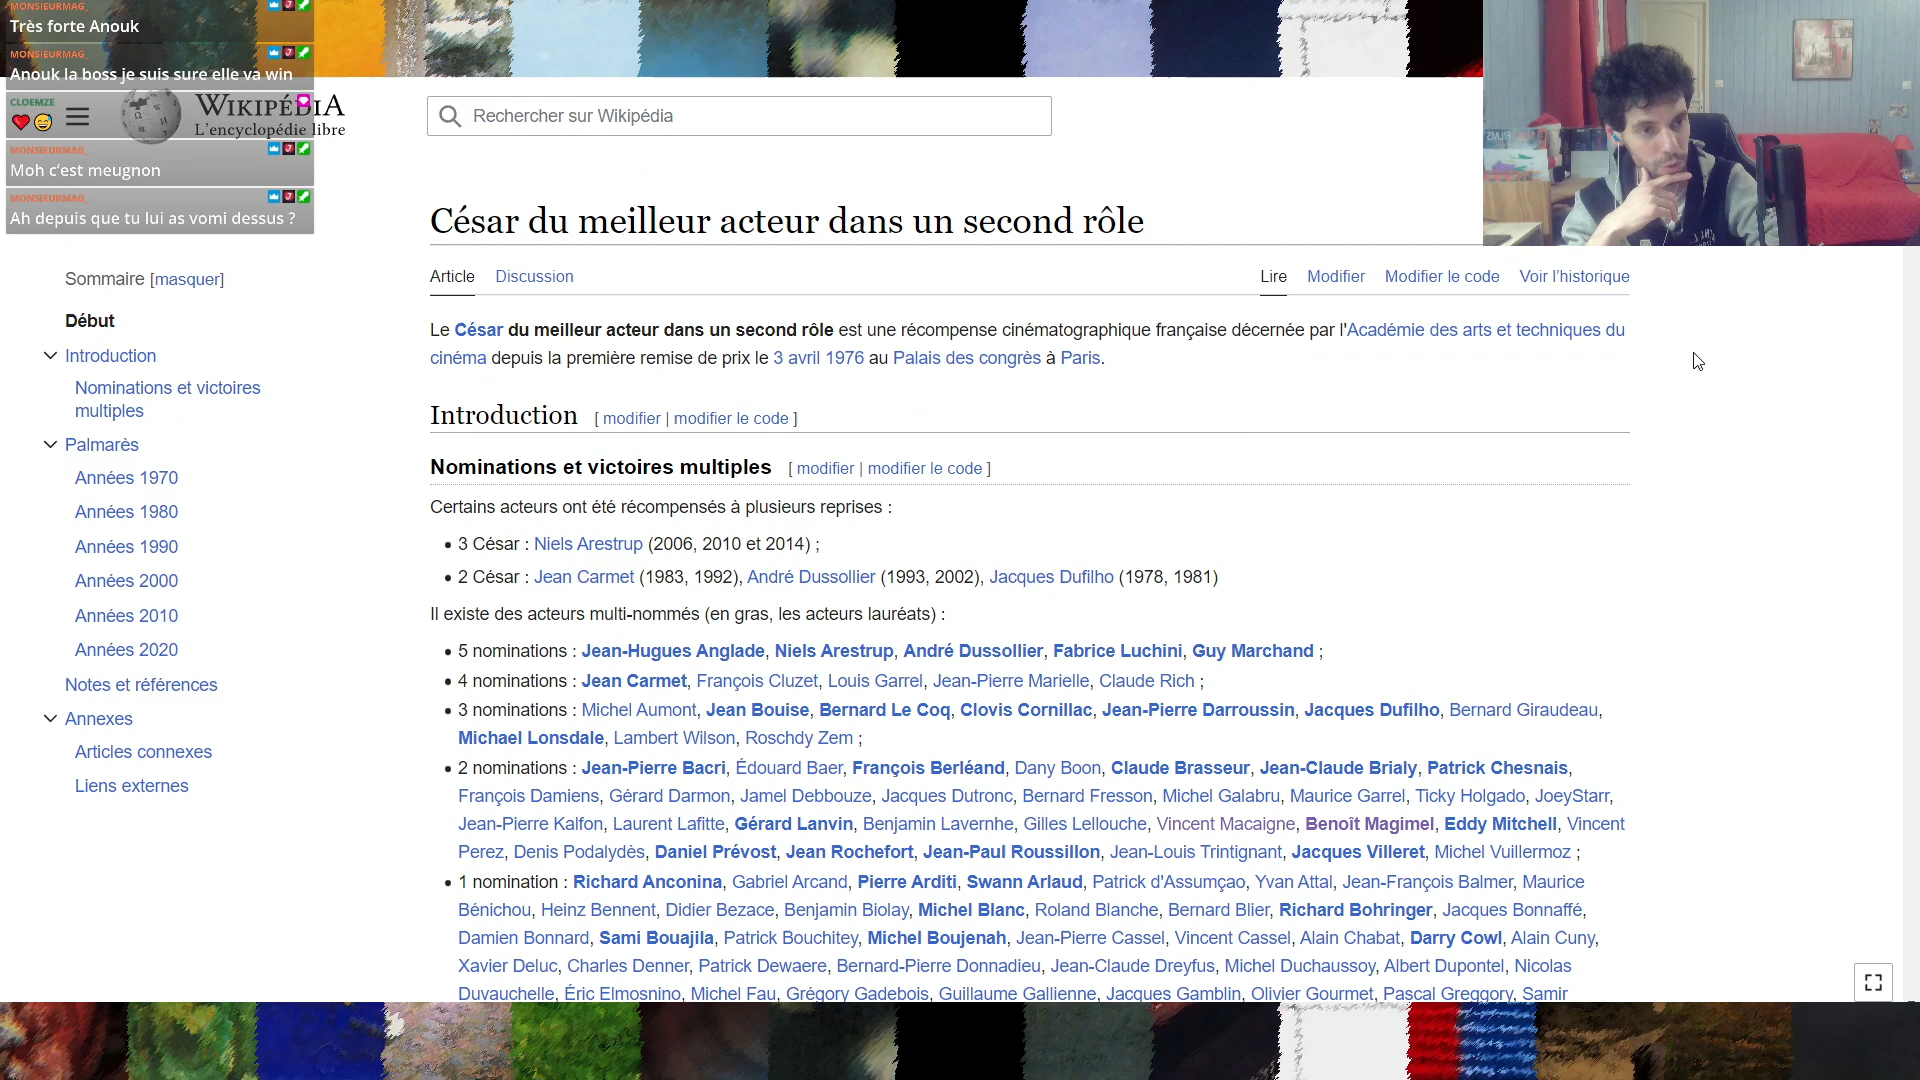 MONSIEURMAG_
Très forte Anouk
MONSIEURMAG_
Anouk la boss je suis sure elle va win
CLOEMZE
❤️😅
MONSIEURMAG_
Moh c’est meugnon
MONSIEURMAG_
Ah depuis que tu lui as vomi dessus ?
WIKIPÉDIA
L'encyclopédie libre
Rechercher sur Wikipédia
César du meilleur acteur dans un second rôle
Sommaire [masquer]
Début
Introduction
Nominations et victoires
multiples
Palmarès
Années 1970
Années 1980
Années 1990
Années 2000
Années 2010
Années 2020
Notes et références
Annexes
Articles connexes
Liens externes
Article Discussion Lire Modifier Modifier le code Voir l’historique
Le César du meilleur acteur dans un second rôle est une récompense cinématographique française décernée par l'Académie des arts et techniques du
cinéma depuis la première remise de prix le 3 avril 1976 au Palais des congrès à Paris.
Introduction [ modifier | modifier le code ]
Nominations et victoires multiples [ modifier | modifier le code ]
Certains acteurs ont été récompensés à plusieurs reprises :
• 3 César : Niels Arestrup (2006, 2010 et 2014) ;
• 2 César : Jean Carmet (1983, 1992), André Dussollier (1993, 2002), Jacques Dufilho (1978, 1981)
Il existe des acteurs multi-nommés (en gras, les acteurs lauréats) :
• 5 nominations : Jean-Hugues Anglade, Niels Arestrup, André Dussollier, Fabrice Luchini, Guy Marchand ;
• 4 nominations : Jean Carmet, François Cluzet, Louis Garrel, Jean-Pierre Marielle, Claude Rich ;
• 3 nominations : Michel Aumont, Jean Bouise, Bernard Le Coq, Clovis Cornillac, Jean-Pierre Darroussin, Jacques Dufilho, Bernard Giraudeau,
Michael Lonsdale, Lambert Wilson, Roschdy Zem ;
• 2 nominations : Jean-Pierre Bacri, Édouard Baer, François Berléand, Dany Boon, Claude Brasseur, Jean-Claude Brialy, Patrick Chesnais,
François Damiens, Gérard Darmon, Jamel Debbouze, Jacques Dutronc, Bernard Fresson, Michel Galabru, Maurice Garrel, Ticky Holgado, JoeyStarr,
Jean-Pierre Kalfon, Laurent Lafitte, Gérard Lanvin, Benjamin Lavernhe, Gilles Lellouche, Vincent Macaigne, Benoît Magimel, Eddy Mitchell, Vincent
Perez, Denis Podalydès, Daniel Prévost, Jean Rochefort, Jean-Paul Roussillon, Jean-Louis Trintignant, Jacques Villeret, Michel Vuillermoz ;
• 1 nomination : Richard Anconina, Gabriel Arcand, Pierre Arditi, Swann Arlaud, Patrick d'Assumçao, Yvan Attal, Jean-François Balmer, Maurice
Bénichou, Heinz Bennent, Didier Bezace, Benjamin Biolay, Michel Blanc, Roland Blanche, Bernard Blier, Richard Bohringer, Jacques Bonnaffé,
Damien Bonnard, Sami Bouajila, Patrick Bouchitey, Michel Boujenah, Jean-Pierre Cassel, Vincent Cassel, Alain Chabat, Darry Cowl, Alain Cuny,
Xavier Deluc, Charles Denner, Patrick Dewaere, Bernard-Pierre Donnadieu, Jean-Claude Dreyfus, Michel Duchaussoy, Albert Dupontel, Nicolas
Duvauchelle, Éric Elmosnino, Michel Fau, Grégory Gadebois, Guillaume Gallienne, Jacques Gamblin, Olivier Gourmet, Pascal Greggory, Samir